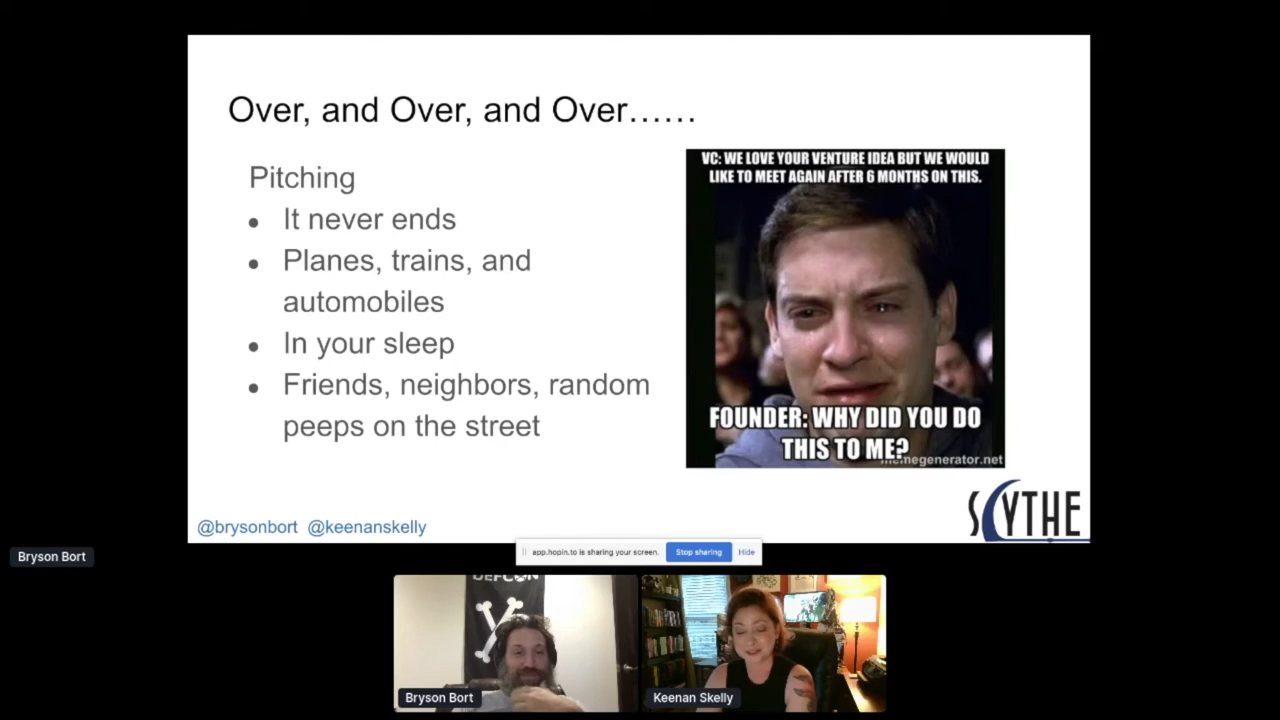 Over, and Over, and Over......
Pitching
● It never ends
● Planes, trains, and
automobiles
● In your sleep
● Friends, neighbors, random
peeps on the street
VC: WE LOVE YOUR VENTURE IDEA BUT WE WOULD
LIKE TO MEET AGAIN AFTER 6 MONTHS ON THIS.
FOUNDER: WHY DID YOU DO
THIS TO ME?
memegenerator.net
@brysonbort @keenanskelly
SCYTHE
Bryson Bort
app.hopin.to is sharing your screen.
Stop sharing
Hide
DEFCON
Bryson Bort
Keenan Skelly